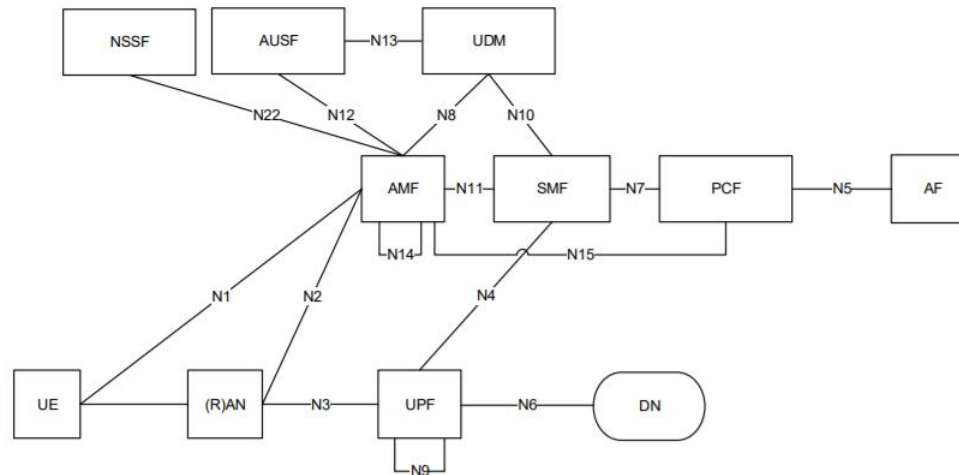 NSSF
AUSF
N13
UDM
N22
N12
N8
N10
AMF
N11
SMF
N7
PCF
N5
AF
N14
N15
N1
N2
N4
UE
(R)AN
N3
UPF
N6
DN
N9